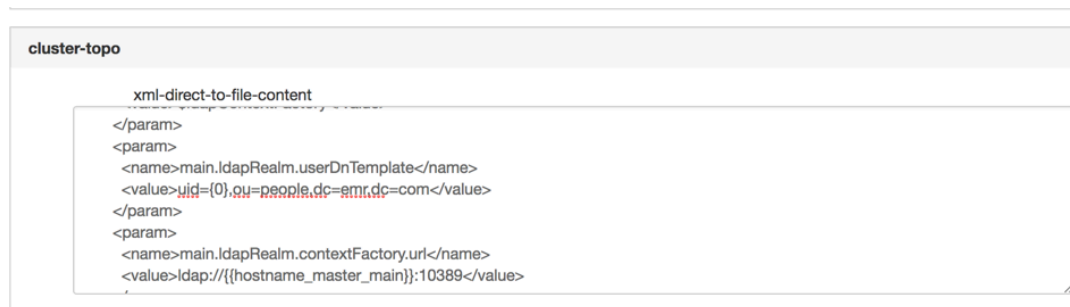 cluster-topo
xml-direct-to-file-content
</param>
<param>
<name>main.ldapRealm.userDnTemplate</name>
<value>uid={0},ou=people,dc=emr,dc=com</value>
</param>
<param>
<name>main.ldapRealm.contextFactory.url</name>
<value>ldap://{{hostname_master_main}}:10389</value>